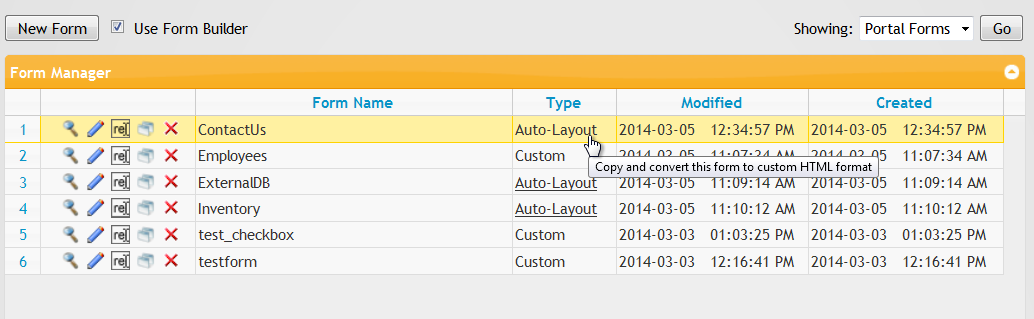 New Form Use Form Builder Showing: Portal Forms Go
Form Manager
Form Name Type Modified Created
1 re ContactUs Auto-Layout 2014-03-05 12:34:57 PM 2014-03-05 12:34:57 PM
2 re Employees Custom 2014-03-05 11:07:34 AM 2014-03-05 11:07:34 AM
Copy and convert this form to custom HTML format
3 re ExternalDB Auto-Layout 2014-03-05 11:09:14 AM 2014-03-05 11:09:14 AM
4 re Inventory Auto-Layout 2014-03-05 11:10:12 AM 2014-03-05 11:10:12 AM
5 re test_checkbox Custom 2014-03-03 01:03:25 PM 2014-03-03 01:03:25 PM
6 re testform Custom 2014-03-03 12:16:41 PM 2014-03-03 12:16:41 PM